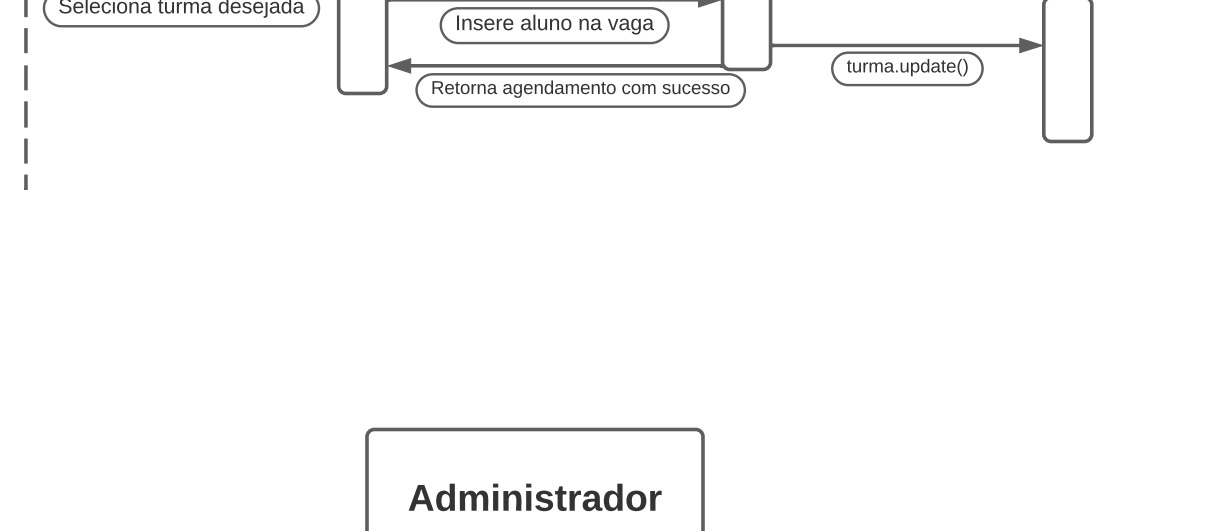 Seleciona turma desejada
Insere aluno na vaga
turma.update()
Retorna agendamento com sucesso
Administrador